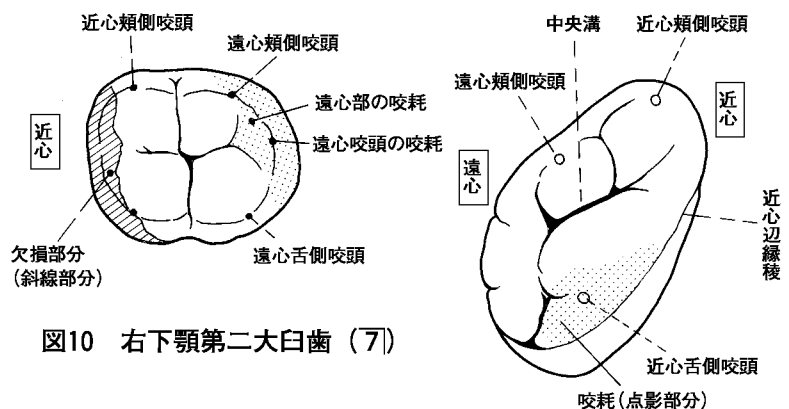 近心頬側咬頭
遠心頬側咬頭
遠心部の咬耗
遠心咬頭の咬耗
近心
欠損部分
(斜線部分)
遠心舌側咬頭
図10 右下顎第二大臼歯(7)
中央溝
近心頬側咬頭
遠心頬側咬頭
近心
遠心
近心辺縁稜
近心舌側咬頭
咬耗(点影部分)